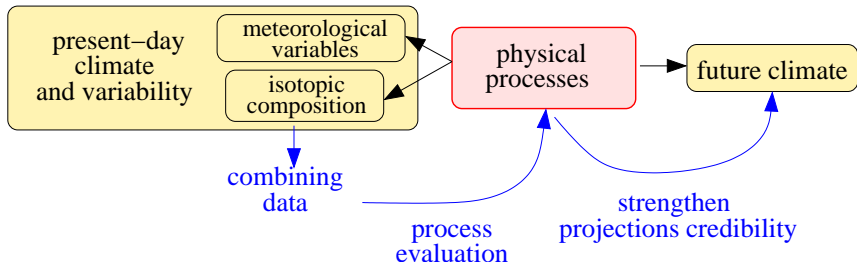 present−day
climate
and variability
meteorological
variables
isotopic
composition
physical
processes
future climate
combining
data
process
evaluation
strengthen
projections credibility